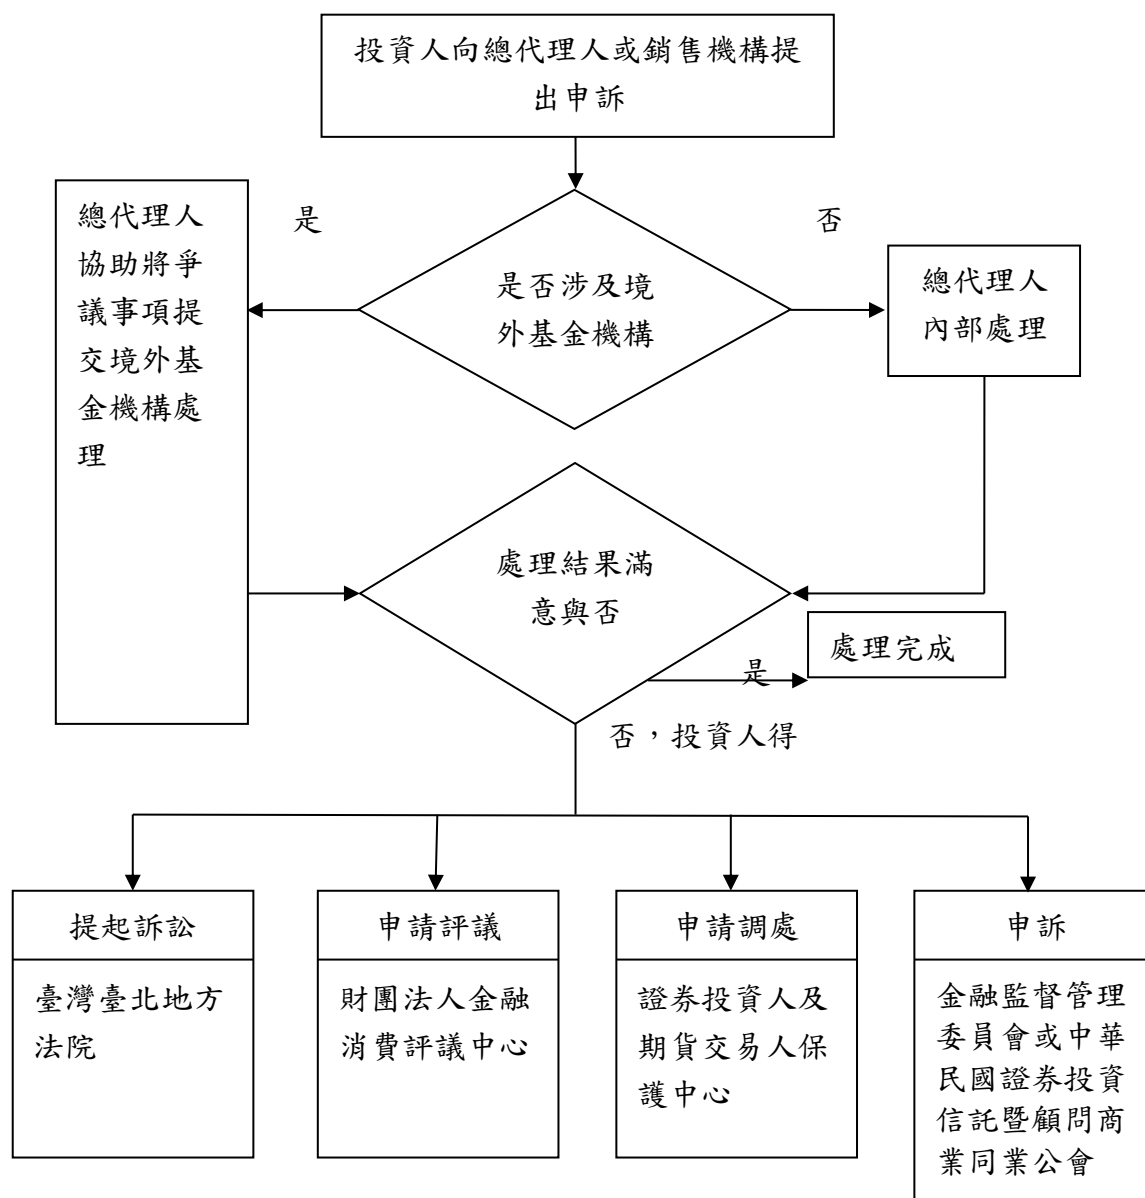 投資人向總代理人或銷售機構提
出申訴
總代理人
協助將爭
議事項提
交境外基
金機構處
理
是
否
是否涉及境
外基金機構
總代理人
內部處理
處理結果滿
意與否
處理完成
是
否，投資人得
提起訴訟
臺灣臺北地方
法院
申請評議
財團法人金融
消費評議中心
申請調處
證券投資人及
期貨交易人保
護中心
申訴
金融監督管理
委員會或中華
民國證券投資
信託暨顧問商
業同業公會